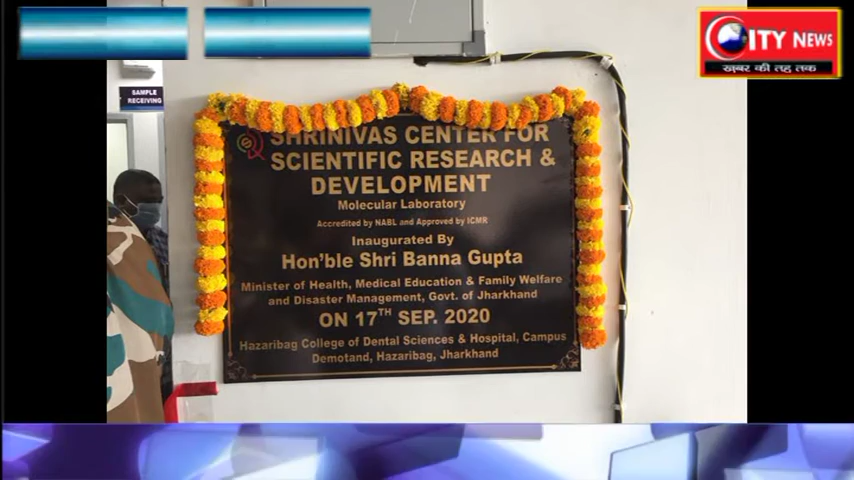 CITY NEWS
ख़बर की तह तक
SAMPLE
RECEIVING
SHRINIVAS CENTER FOR
SCIENTIFIC RESEARCH &
DEVELOPMENT
Molecular Laboratory
Accredited by NABL and Approved by ICMR
Inaugurated By
Hon'ble Shri Banna Gupta
Minister of Health, Medical Education & Family Welfare
and Disaster Management, Govt. of Jharkhand
ON 17TH SEP. 2020
Hazaribag College of Dental Sciences & Hospital, Campus
Demotand, Hazaribag, Jharkhand